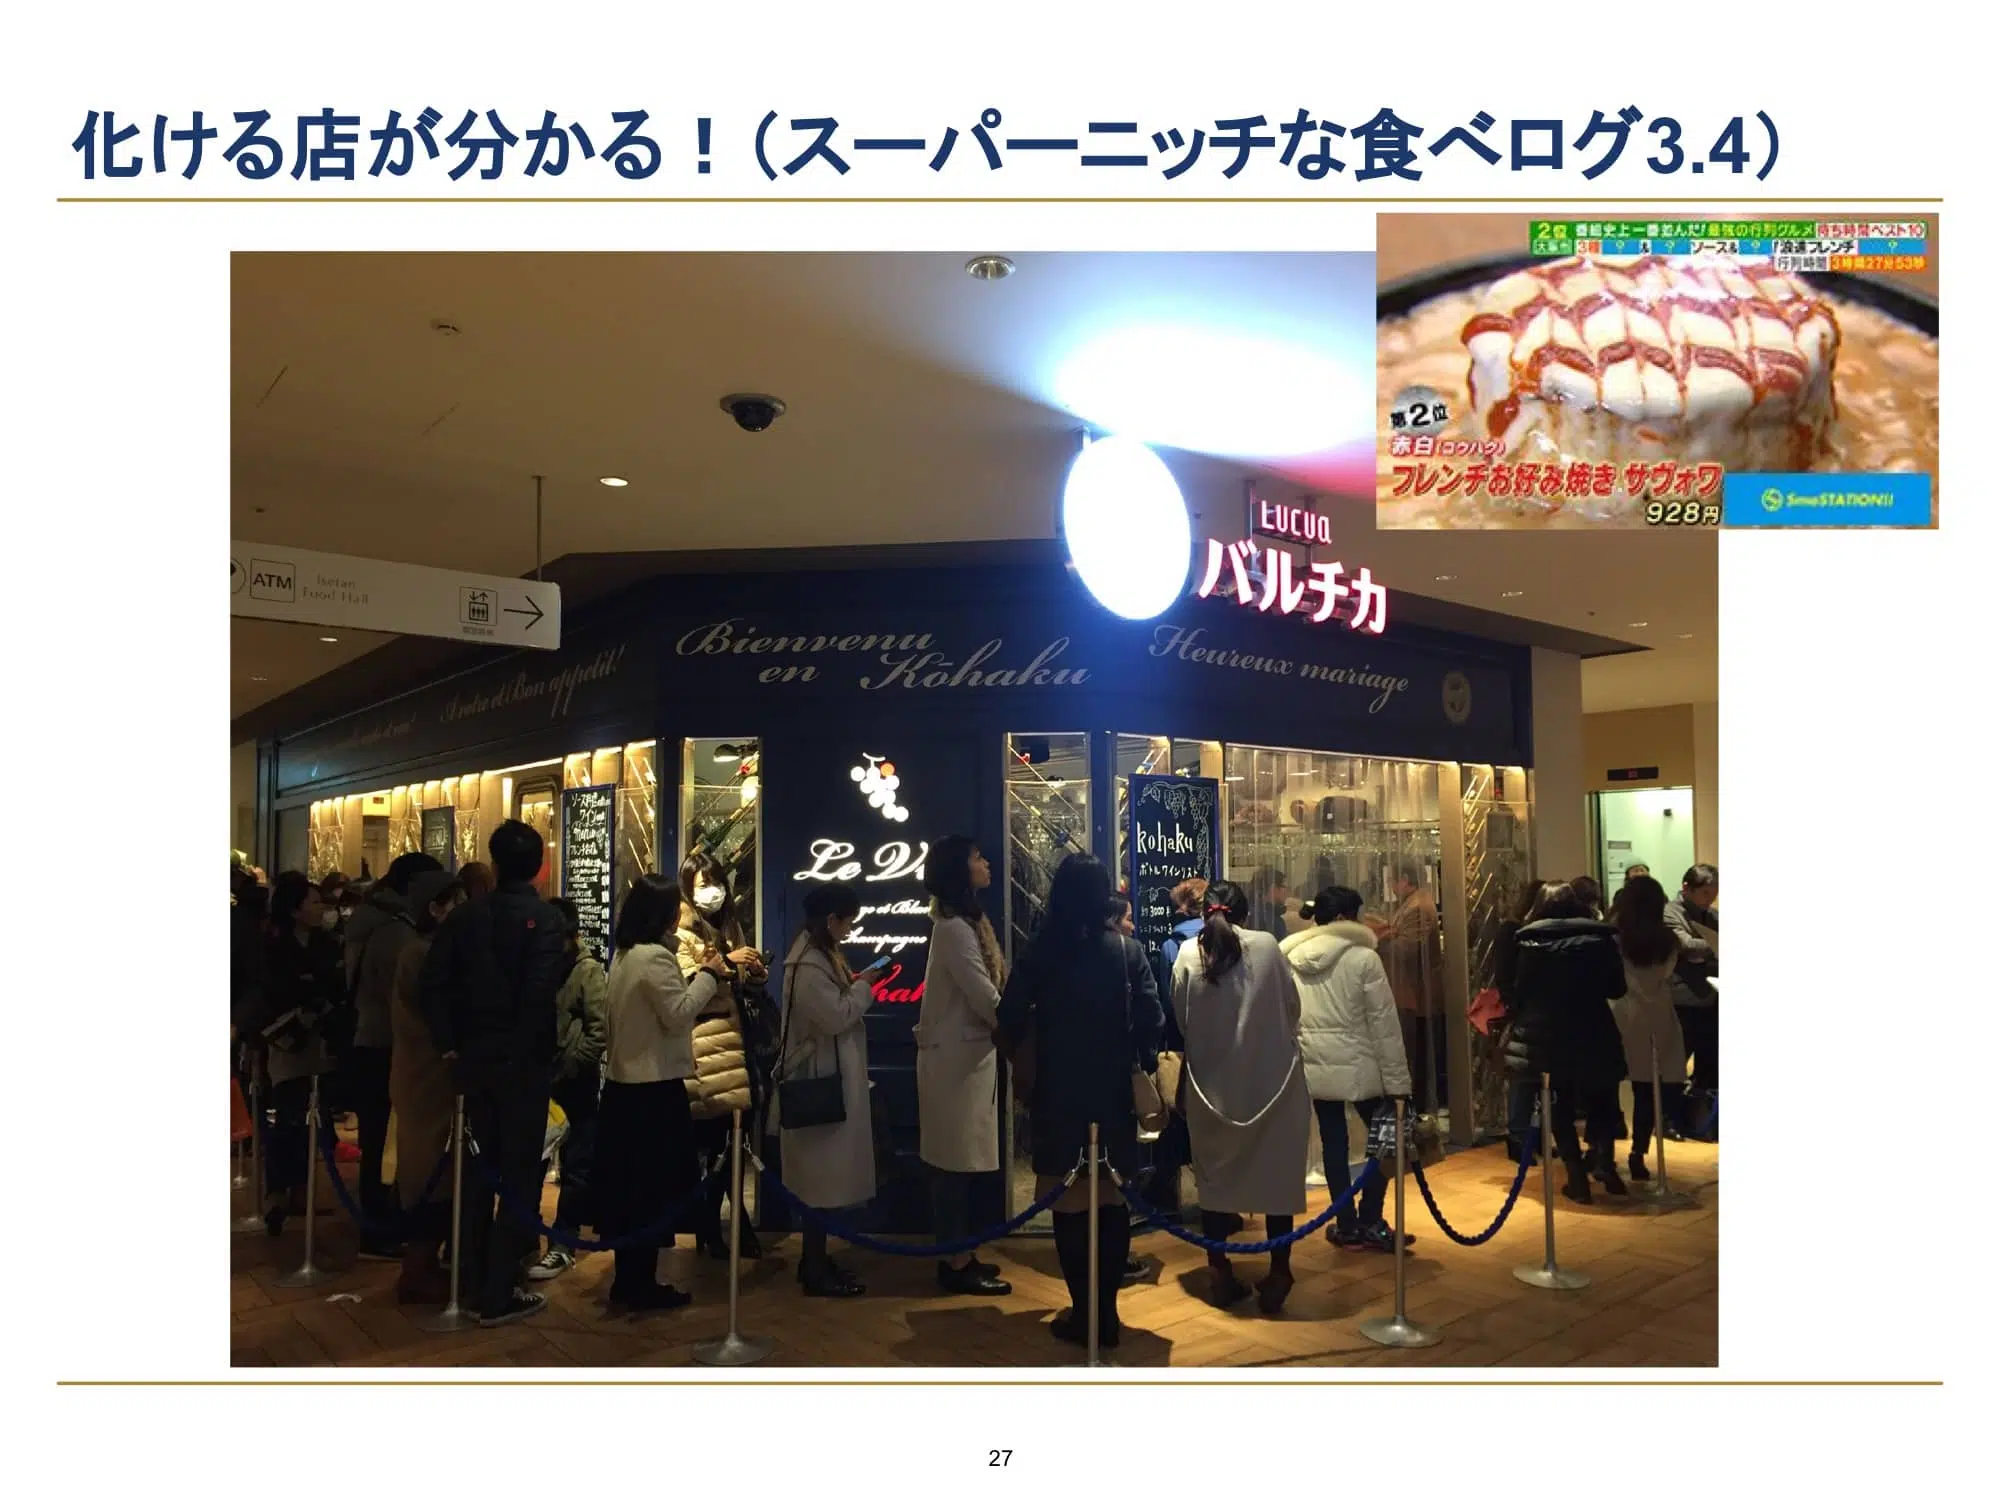 化ける店が分かる！（スーパーニッチな食べログ3.4）
2位 番組史上一番並んだ！最強の行列グルメ 待ち時間ベスト10
大阪市 3種 ? & ? ソース& ? 「浪速フレンチ ?
行列時間 3時間27分53秒
第2位
赤白(コウハク)
フレンチお好み焼き サヴォワ
928円
SmaSTATION!!
LUCUA
バルチカ
ATM
Isetan
Food Hall
Bienvenu
en Kōhaku
Heureux mariage
A votre et Bon appetit!
Le Vi
ge et Blan
Champagne
kohaku
ボトルワインリスト
3000
27